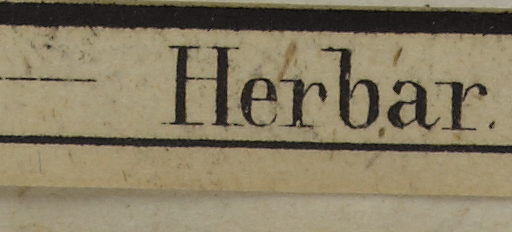 — Herbar.